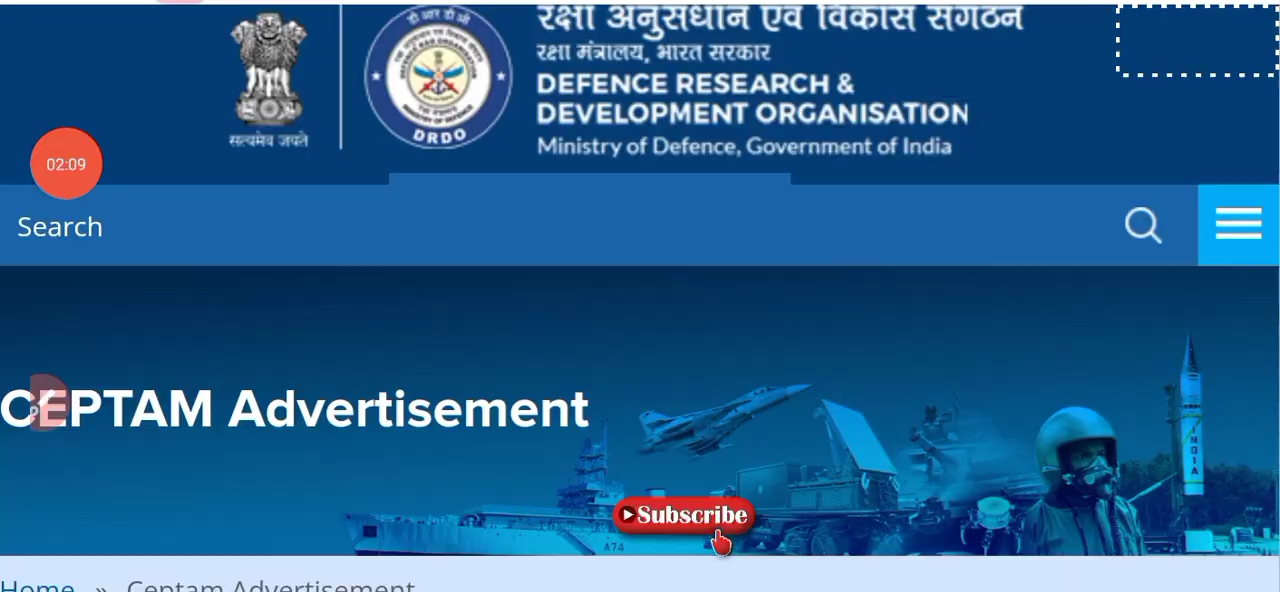 रक्षा अनुसंधान एवं विकास संगठन
रक्षा मंत्रालय, भारत सरकार
DEFENCE RESEARCH &
DEVELOPMENT ORGANISATION
Ministry of Defence, Government of India
सत्यमेव जयते
DRDO
02:09
Search
CEPTAM Advertisement
INDIA
Subscribe
A74
Home » Ceptam Advertisement